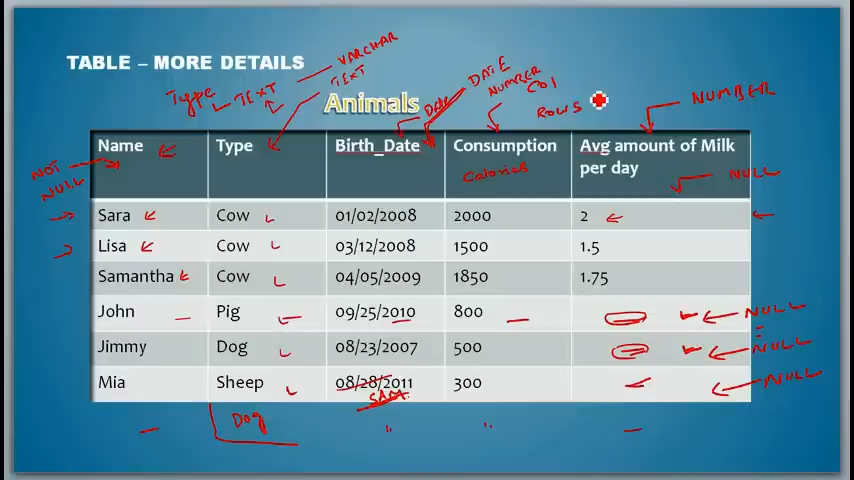 TABLE – MORE DETAILS
VARCHAR
TEXT
Type TEXT
DATE
NUMBER
Date
Rows
NUMBER
Animals
Name Type Birth_Date Consumption Avg amount of Milk per day
Calories
NOT NULL
NULL
Sara Cow 01/02/2008 2000 2
Lisa Cow 03/12/2008 1500 1.5
Samantha Cow 04/05/2009 1850 1.75
John Pig 09/25/2010 800 NULL
Jimmy Dog 08/23/2007 500 NULL
Mia Sheep 08/28/2011 300 NULL
SAM
Dog